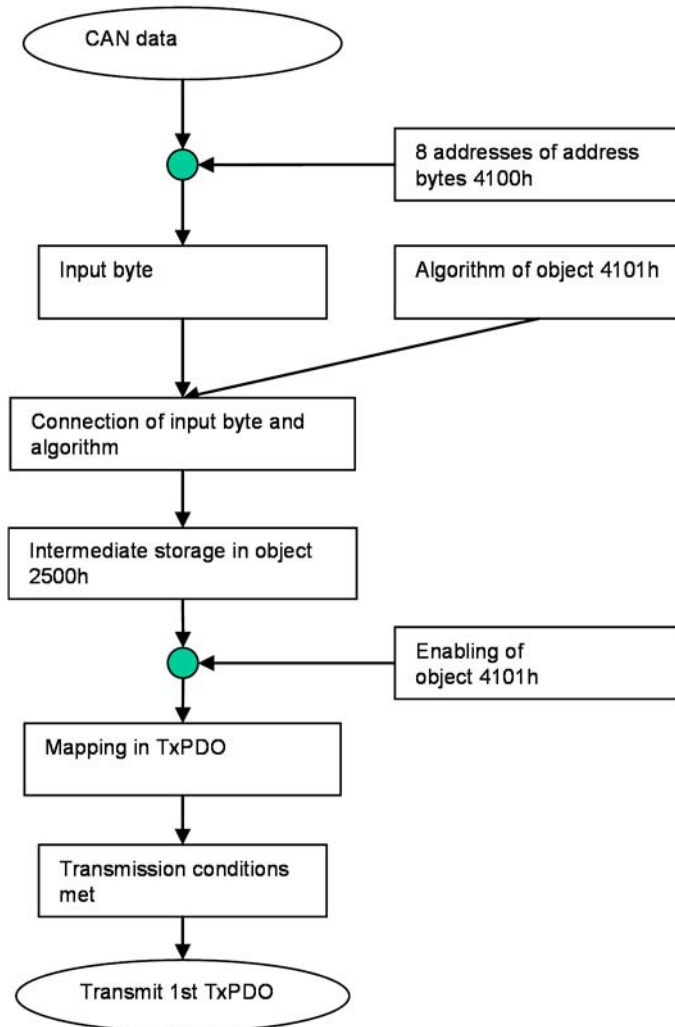 CAN data
8 addresses of address
bytes 4100h
Input byte
Algorithm of object 4101h
Connection of input byte and
algorithm
Intermediate storage in object
2500h
Enabling of
object 4101h
Mapping in TxPDO
Transmission conditions
met
Transmit 1st TxPDO